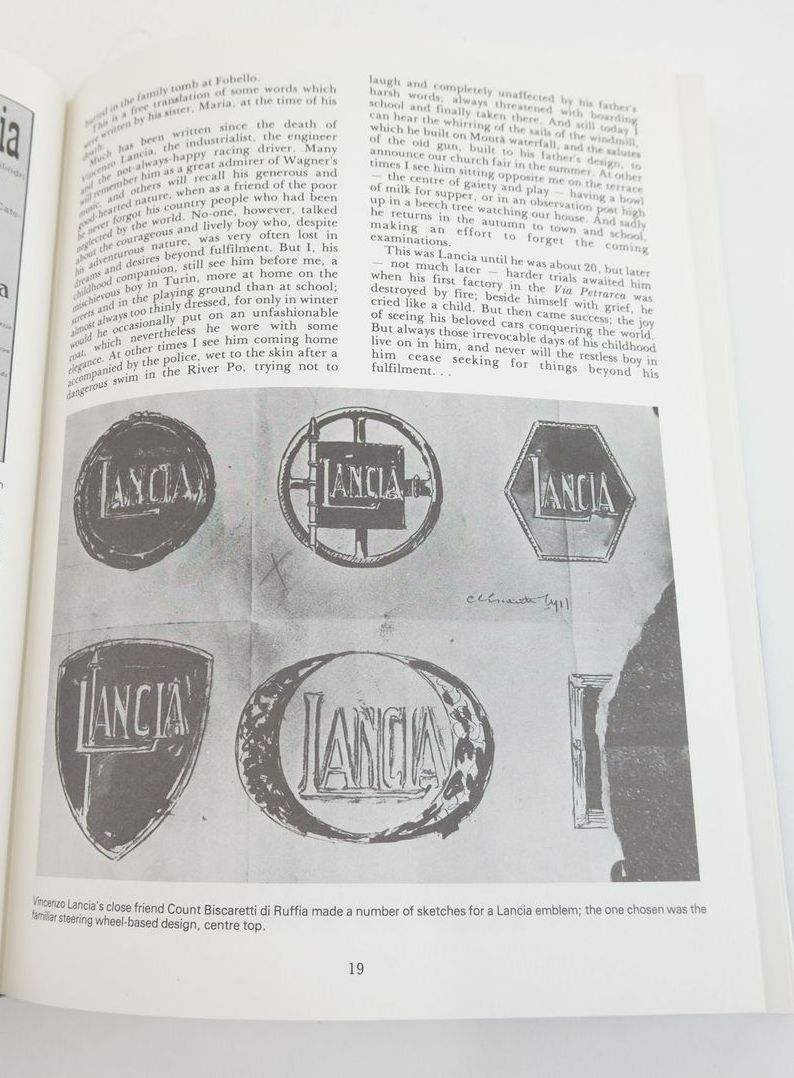 ia
ilindri
Cata-
a
buried in the family tomb at Fobello.
This is a free translation of some words which
were written by his sister, Maria, at the time of his
death.
Much has been written since the death of
Vincenzo Lancia, the industrialist, the engineer
and the not-always-happy racing driver. Many
will remember him as a great admirer of Wagner's
music, and others will recall his generous and
good-hearted nature, when as a friend of the poor
he never forgot his country people who had been
neglected by the world. No-one, however, talked
about the courageous and lively boy who, despite
his adventurous nature, was very often lost in
dreams and desires beyond fulfilment. But I, his
childhood companion, still see him before me, a
mischievous boy in Turin, more at home on the
streets and in the playing ground than at school;
almost always too thinly dressed, for only in winter
would he occasionally put on an unfashionable
coat, which nevertheless he wore with some
elegance. At other times I see him coming home
accompanied by the police, wet to the skin after a
dangerous swim in the River Po, trying not to
laugh and completely unaffected by his father's
harsh words; always threatened with boarding
school and finally taken there. And still today I
can hear the whirring of the sails of the windmill,
which he built on Montà waterfall, and the salutes
of the old gun, built to his father's design, to
announce our church fair in the summer. At other
times I see him sitting opposite me on the terrace
— the centre of gaiety and play — having a bowl
of milk for supper, or in an observation post high
up in a beech tree watching our house. And sadly
he returns in the autumn to town and school,
making an effort to forget the coming
examinations.
This was Lancia until he was about 20, but later
— not much later — harder trials awaited him
when his first factory in the Via Petrarca was
destroyed by fire; beside himself with grief, he
cried like a child. But then came success; the joy
of seeing his beloved cars conquering the world.
But always those irrevocable days of his childhood
live on in him, and never will the restless boy in
him cease seeking for things beyond his
fulfilment. . .
LANCIA
LANCIA
LANCIA
X
1911
LANCIA
LANCIA
Vincenzo Lancia's close friend Count Biscaretti di Ruffia made a number of sketches for a Lancia emblem; the one chosen was the
familiar steering wheel-based design, centre top.
19